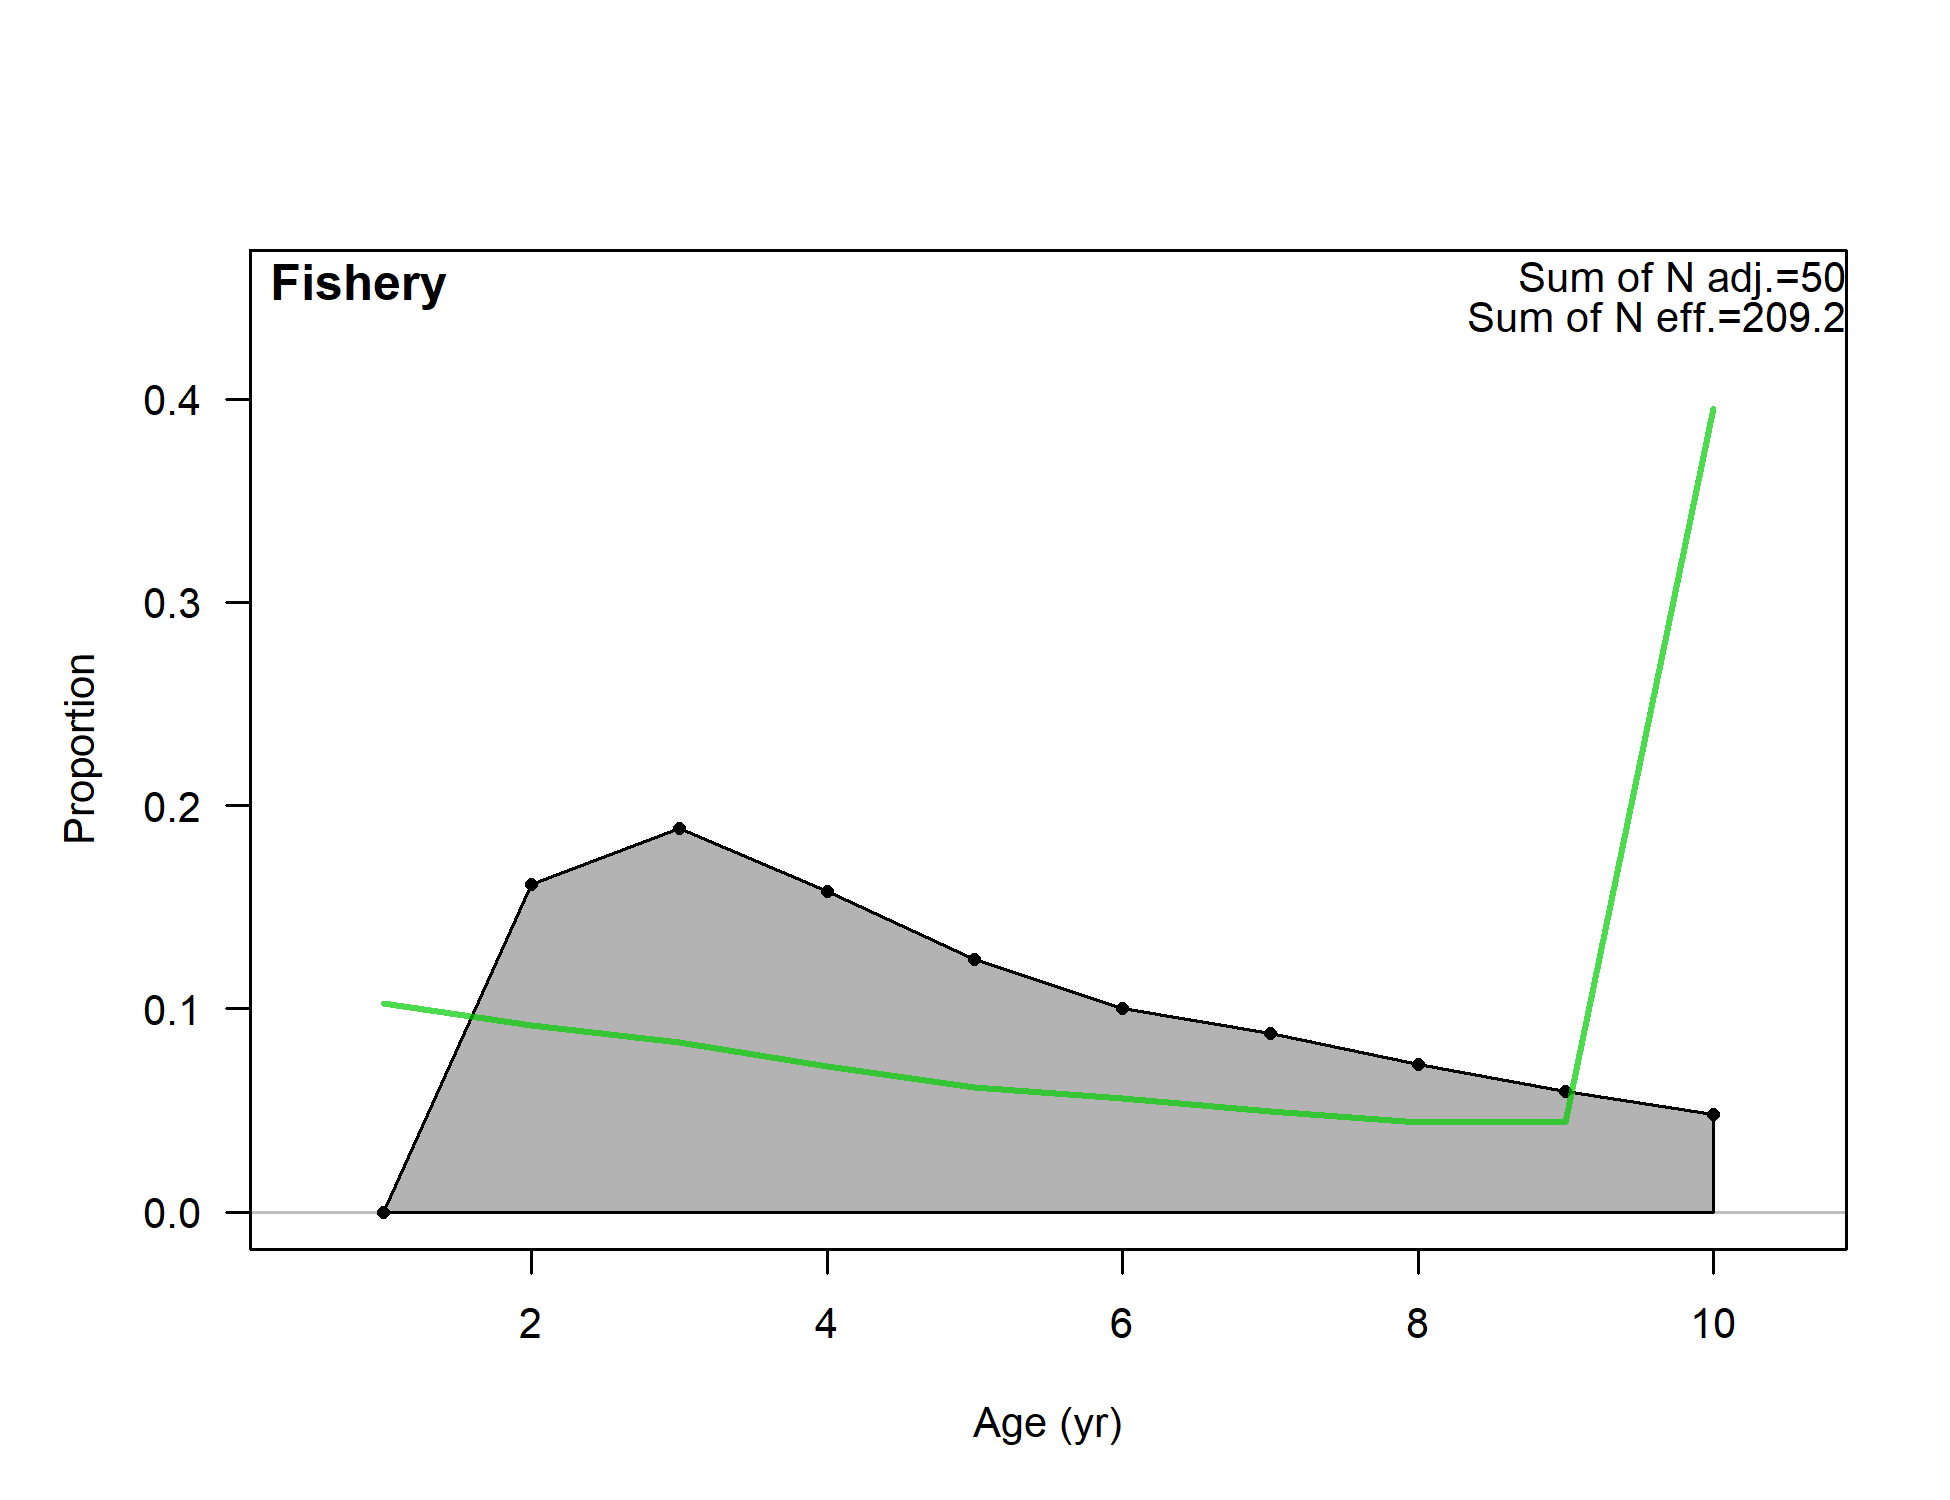 Fishery
Sum of N adj.=50
Sum of N eff.=209.2
Proportion
0.4
0.3
0.2
0.1
0.0
2 4 6 8 10
Age (yr)